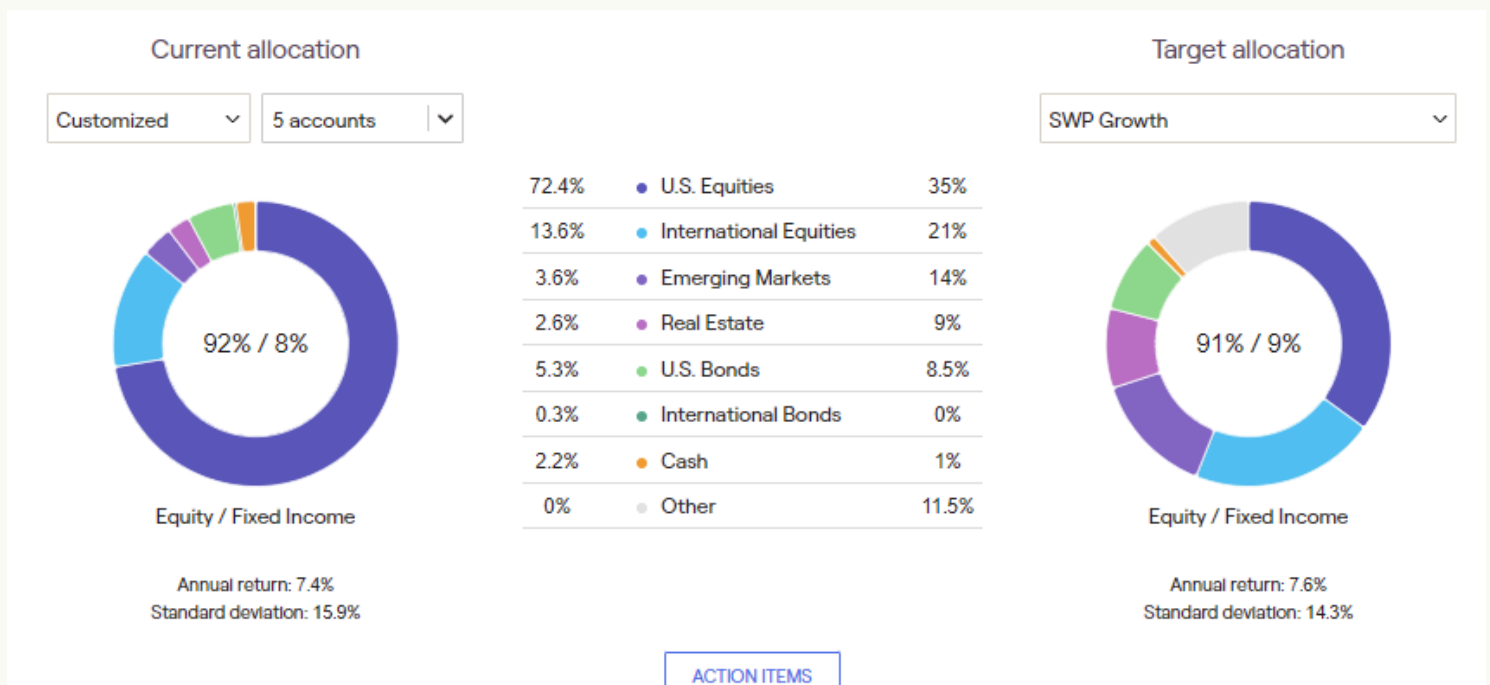 Current allocation
Target allocation
Customized
5 accounts
SWP Growth
72.4% U.S. Equities 35%
13.6% International Equities 21%
3.6% Emerging Markets 14%
2.6% Real Estate 9%
5.3% U.S. Bonds 8.5%
0.3% International Bonds 0%
2.2% Cash 1%
0% Other 11.5%
92% / 8%
Equity / Fixed Income
Annual return: 7.4%
Standard deviation: 15.9%
91% / 9%
Equity / Fixed Income
Annual return: 7.6%
Standard deviation: 14.3%
ACTION ITEMS